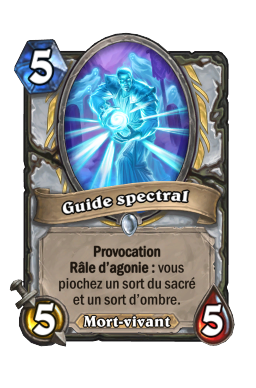 5
Guide spectral
Provocation
Râle d'agonie : vous
piochez un sort du sacré
et un sort d'ombre.
5
Mort-vivant
5